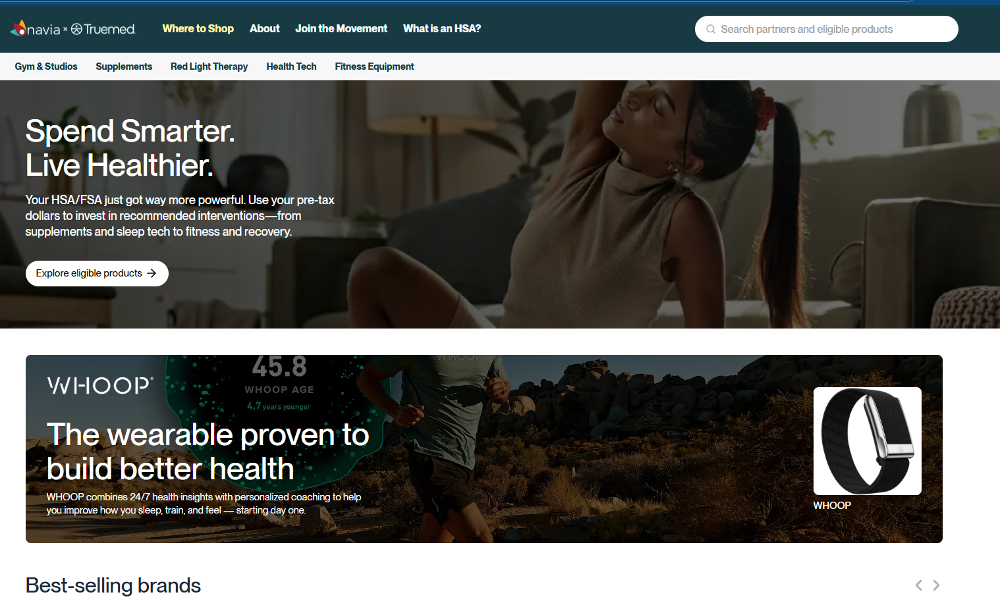 navia × Truemed
Where to Shop
About
Join the Movement
What is an HSA?
Search partners and eligible products
Gym & Studios
Supplements
Red Light Therapy
Health Tech
Fitness Equipment
Spend Smarter.
Live Healthier.
Your HSA/FSA just got way more powerful. Use your pre-tax
dollars to invest in recommended interventions—from
supplements and sleep tech to fitness and recovery.
Explore eligible products
WHOOP
45.8
WHOOP AGE
4.7 years younger
WHOOP
The wearable proven to
build better health
WHOOP combines 24/7 health insights with personalized coaching to help
you improve how you sleep, train, and feel — starting day one.
WHOOP
Best-selling brands